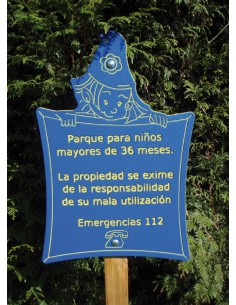 Parque para niños
mayores de 36 meses.
La propiedad se exime
de la responsabilidad
de su mala utilización
Emergencias 112